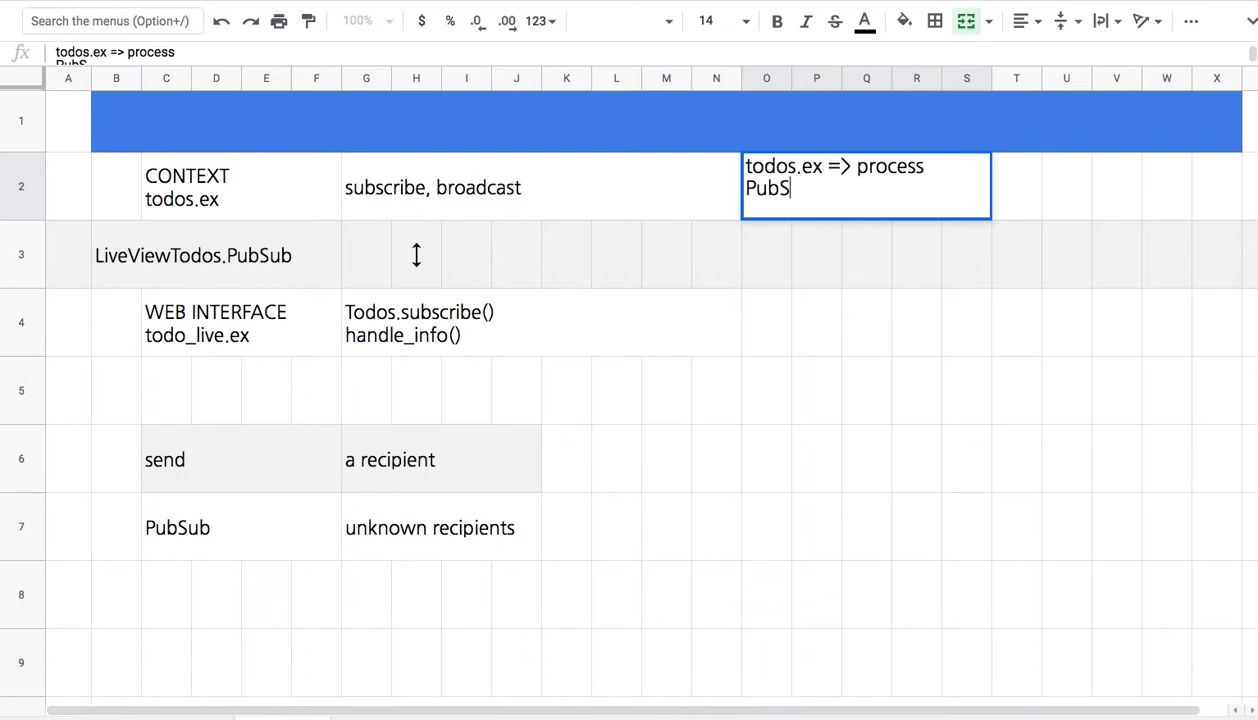 Search the menus (Option+/)
100%
$
%
.0
.00
123
14
B
I
S
A
fx
todos.ex => process
PubS
A B C D E F G H I J K L M N O P Q R S T U V W X
1
2
CONTEXT
todos.ex
subscribe, broadcast
todos.ex => process
PubS
3
LiveViewTodos.PubSub
↕
4
WEB INTERFACE
todo_live.ex
Todos.subscribe()
handle_info()
5
6
send
a recipient
7
PubSub
unknown recipients
8
9